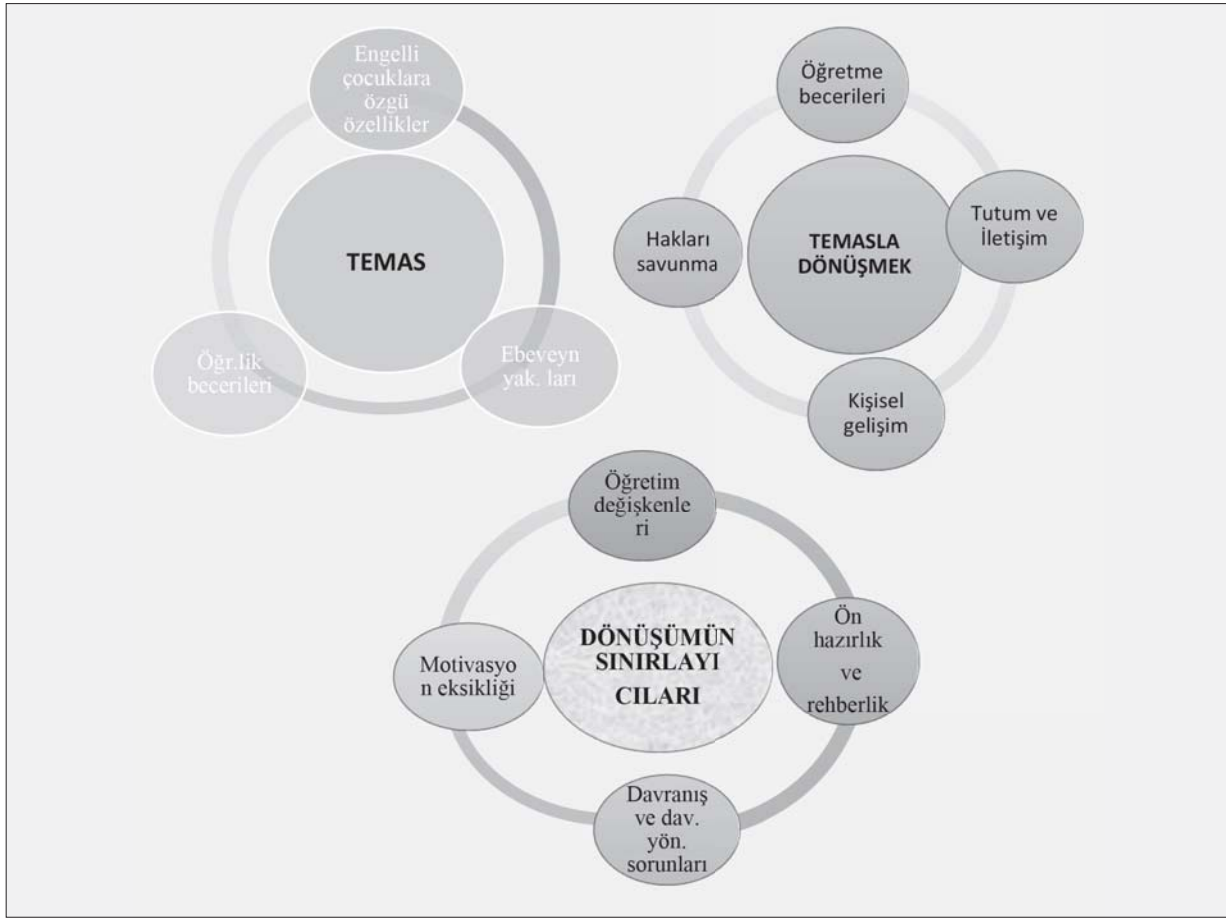 Engelli
çocuklara
özgü
özellikler
TEMAS
Öğr.lik
becerileri
Ebeveyn
yak. ları
Öğretme
becerileri
Hakları
savunma
TEMASLA
DÖNÜŞMEK
Tutum ve
İletişim
Kişisel
gelişim
Öğretim
değişkenle
ri
Motivasyo
n eksikliği
DÖNÜŞÜMÜN
SINIRLAYI
CILARI
Ön
hazırlık
ve
rehberlik
Davranış
ve dav.
yön.
sorunları